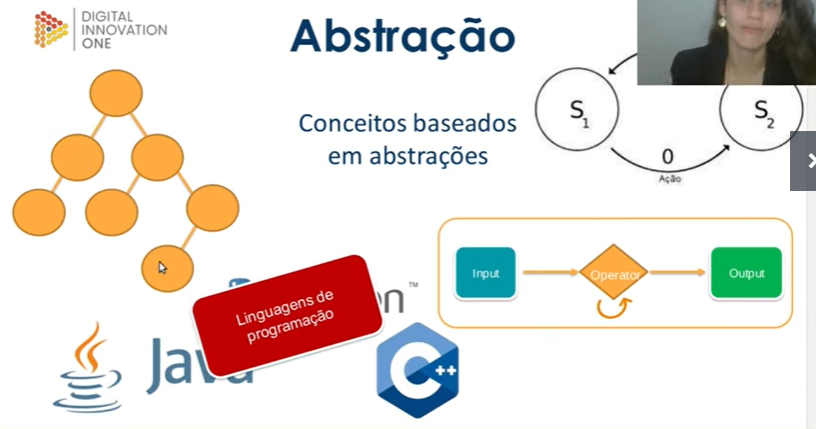 DIGITAL
INNOVATION
ONE
Abstração
Conceitos baseados
em abstrações
S1
S2
0
Ação
Input
Operator
Output
Linguagens de
programação
Java
C++